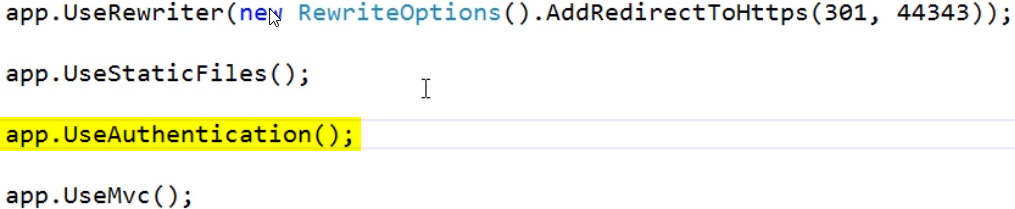 app.UseRewriter(new RewriteOptions().AddRedirectToHttps(301, 44343));
app.UseStaticFiles();
app.UseAuthentication();
app.UseMvc();